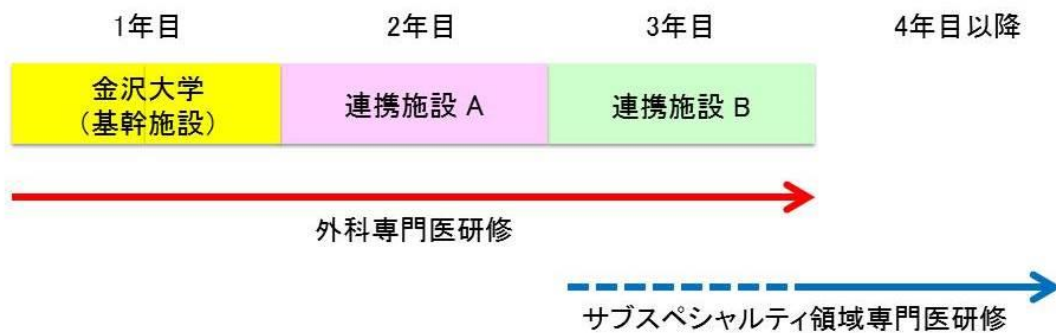 1年目
2年目
3年目
4年目以降
金沢大学
(基幹施設)
連携施設 A
連携施設 B
外科専門医研修
サブスペシャルティ領域専門医研修